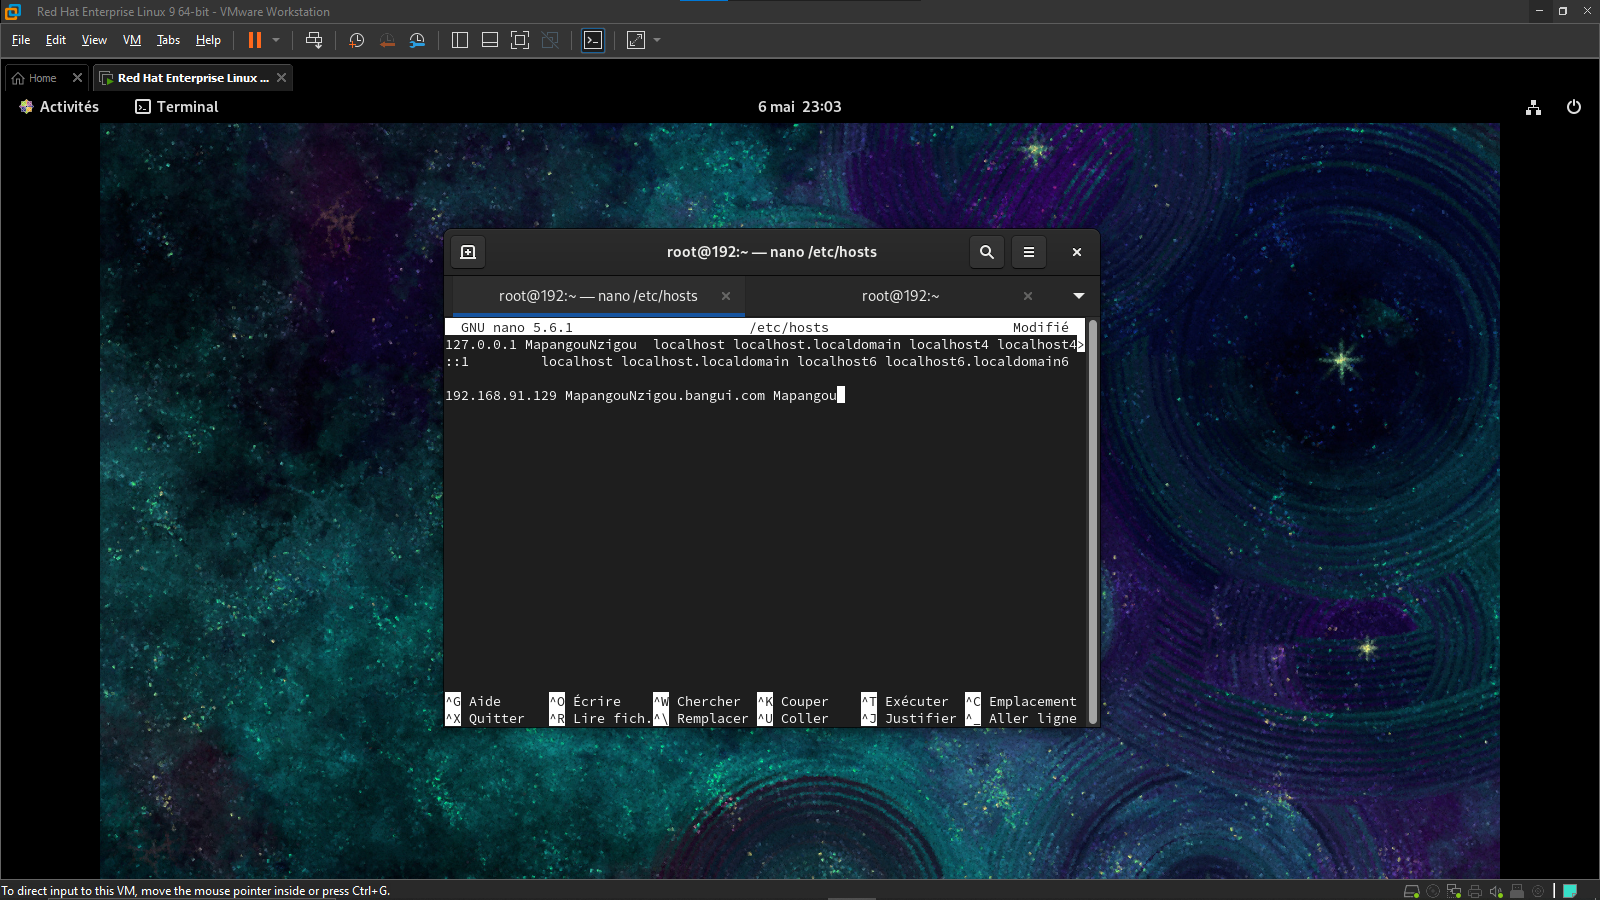 Red Hat Enterprise Linux 9 64-bit - VMware Workstation
File Edit View VM Tabs Help
Home
Red Hat Enterprise Linux ...
Activités Terminal 6 mai 23:03
root@192:~ — nano /etc/hosts
root@192:~ — nano /etc/hosts root@192:~
GNU nano 5.6.1 /etc/hosts Modifié
127.0.0.1 MapangouNzigou localhost localhost.localdomain localhost4 localhost4>
::1 localhost localhost.localdomain localhost6 localhost6.localdomain6
192.168.91.129 MapangouNzigou.bangui.com Mapangou
^G Aide ^O Écrire ^W Chercher ^K Couper ^T Exécuter ^C Emplacement
^X Quitter ^R Lire fich. ^\ Remplacer ^U Coller ^J Justifier ^_ Aller ligne
To direct input to this VM, move the mouse pointer inside or press Ctrl+G.